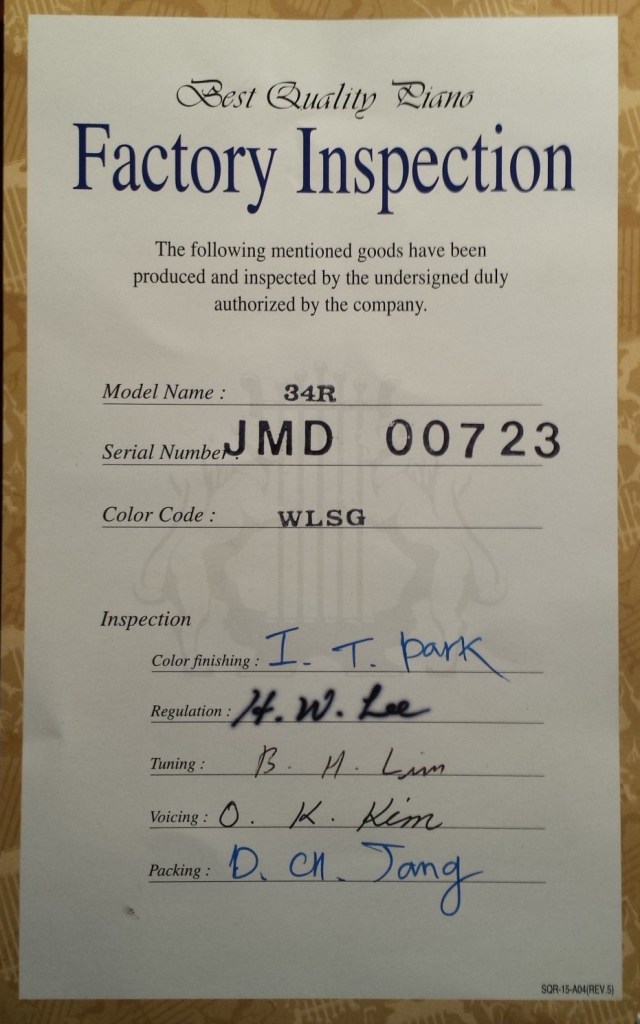 Best Quality Piano
Factory Inspection
The following mentioned goods have been
produced and inspected by the undersigned duly
authorized by the company.
Model Name : 34R
Serial Number : JMD 00723
Color Code : WLSG
Inspection
Color finishing : I. T. park
Regulation : H. W. Lee
Tuning : B. H. Lim
Voicing : O. K. Kim
Packing : D. CH. Jang
SQR-15-A04(REV.5)